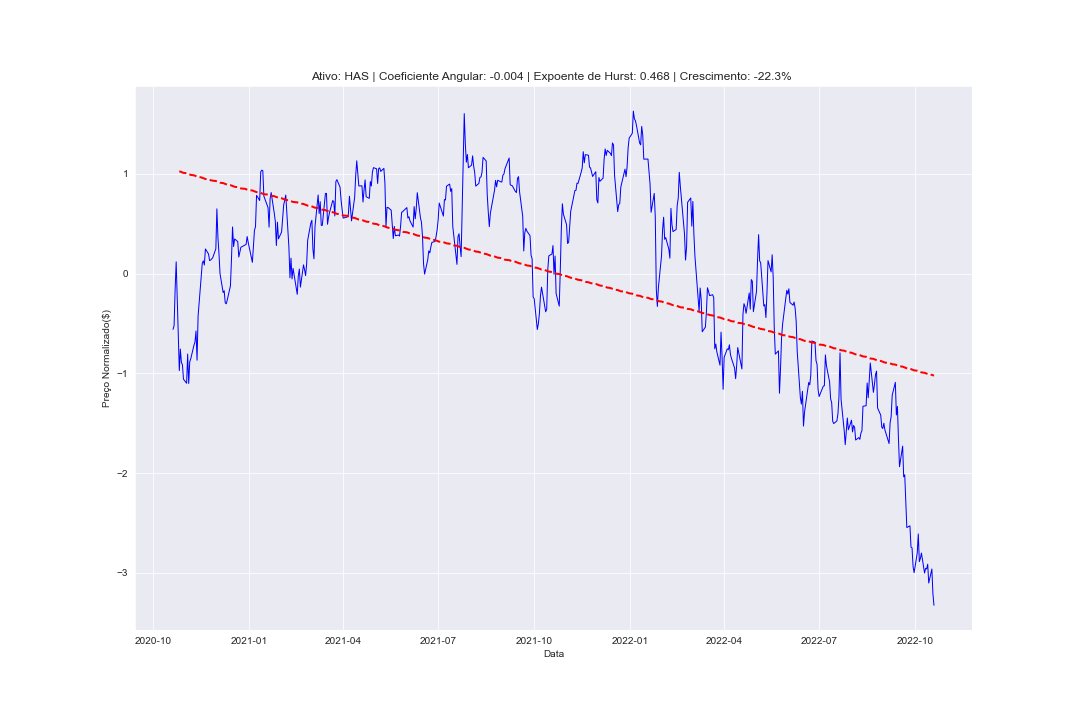 Ativo: HAS | Coeficiente Angular: -0.004 | Expoente de Hurst: 0.468 | Crescimento: -22.3%
Preço Normalizado($)
1
0
−1
−2
−3
2020-10 2021-01 2021-04 2021-07 2021-10 2022-01 2022-04 2022-07 2022-10
Data